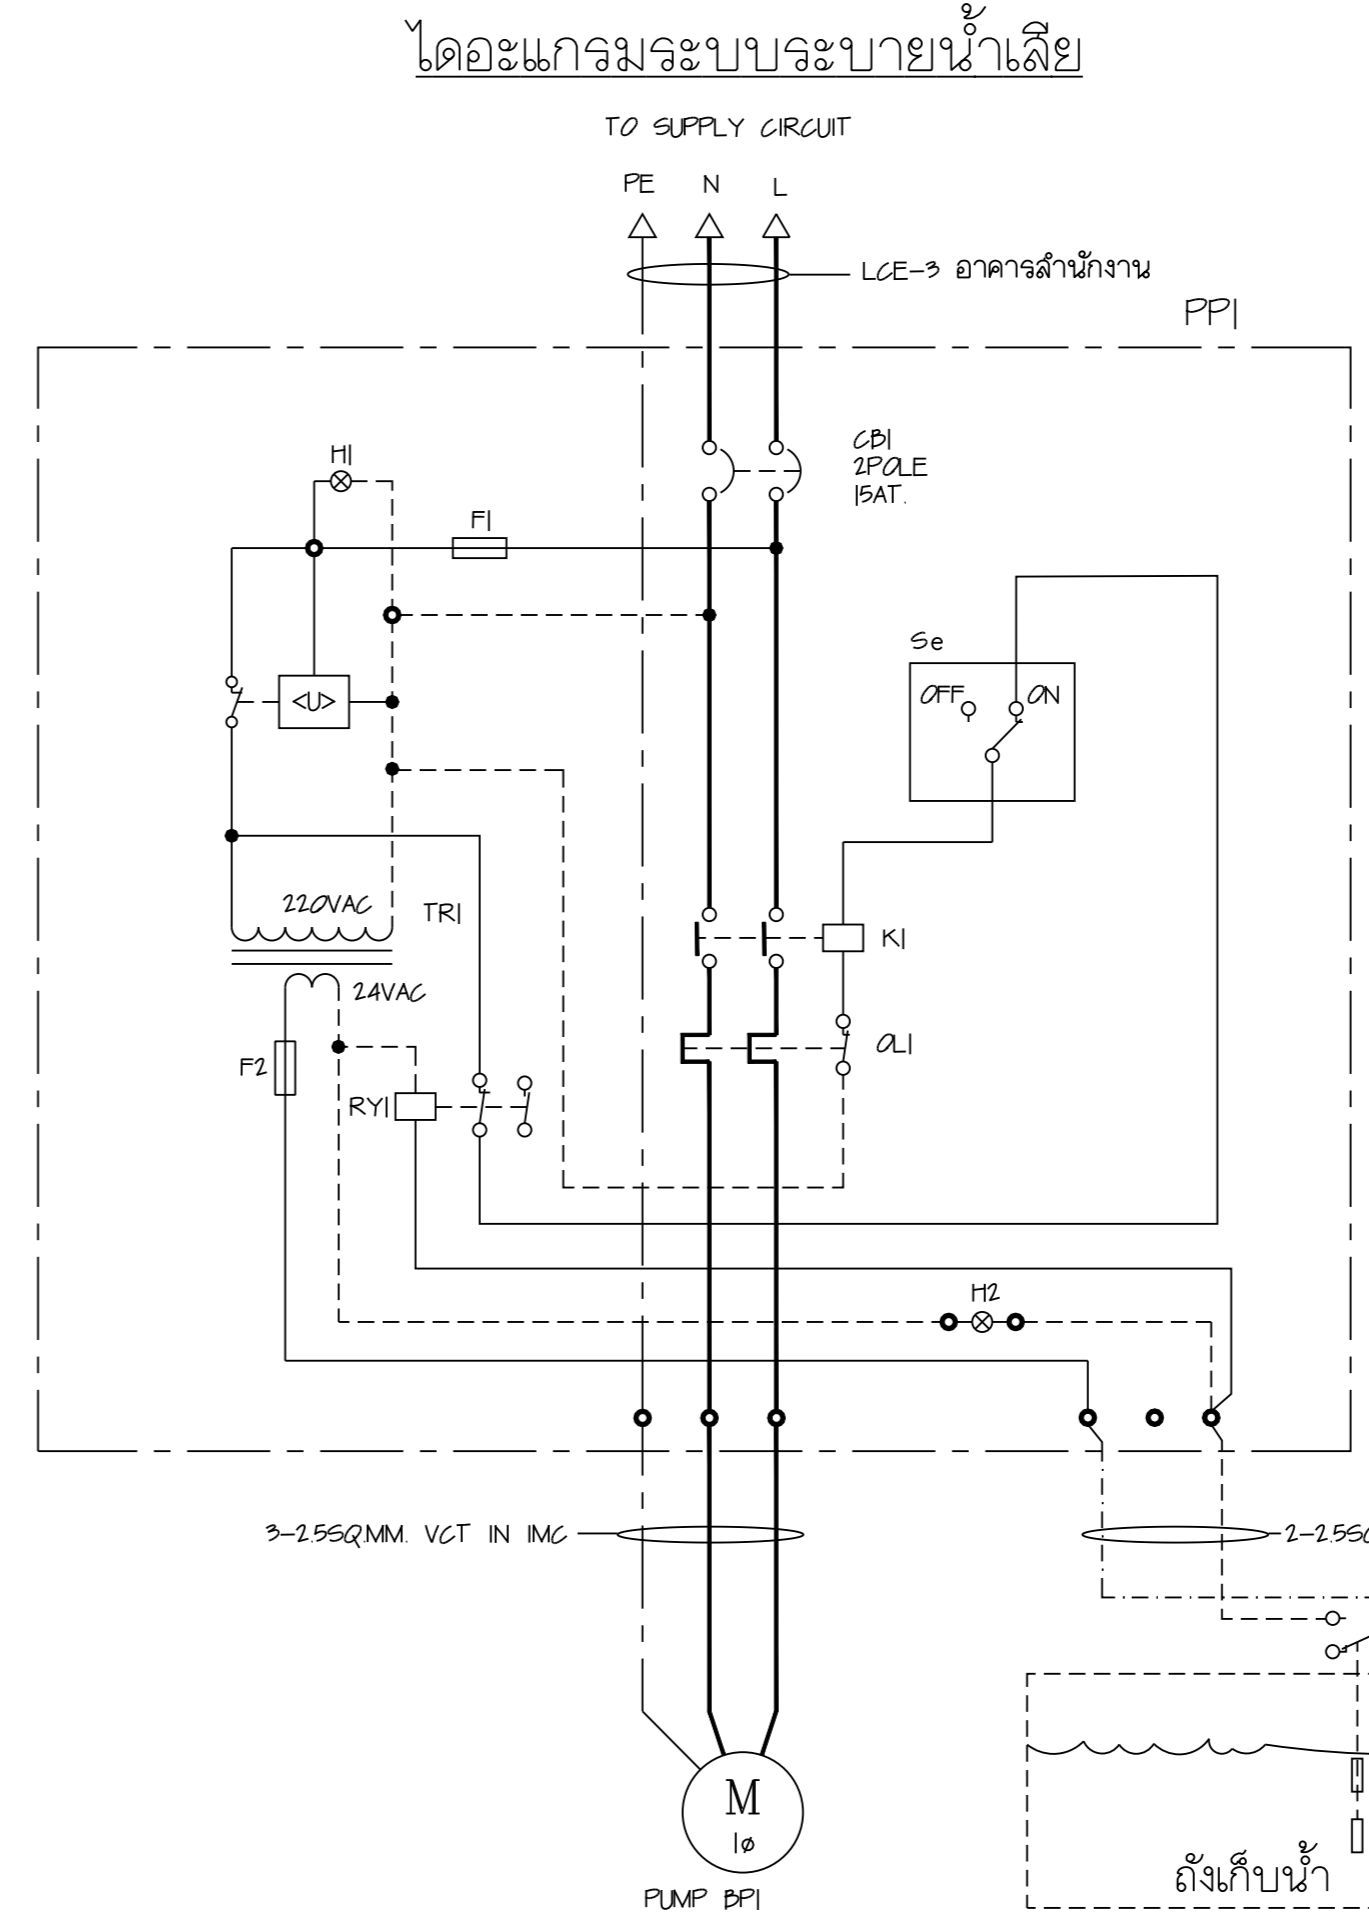 ไดอะแกรมระบบระบายน้ำเสีย
TO SUPPLY CIRCUIT
PE N L
LCE-3 อาคารสำนักงาน
PP1
CB1
2POLE
15AT.
H1
F1
Se
OFF ON
<U>
220VAC
TR1
K1
24VAC
OL1
F2
RY1
H2
3-2.5SQ.MM. VCT IN IMC
2-2.5SQ
M
1ø
ถังเก็บน้ำ
PUMP BP1